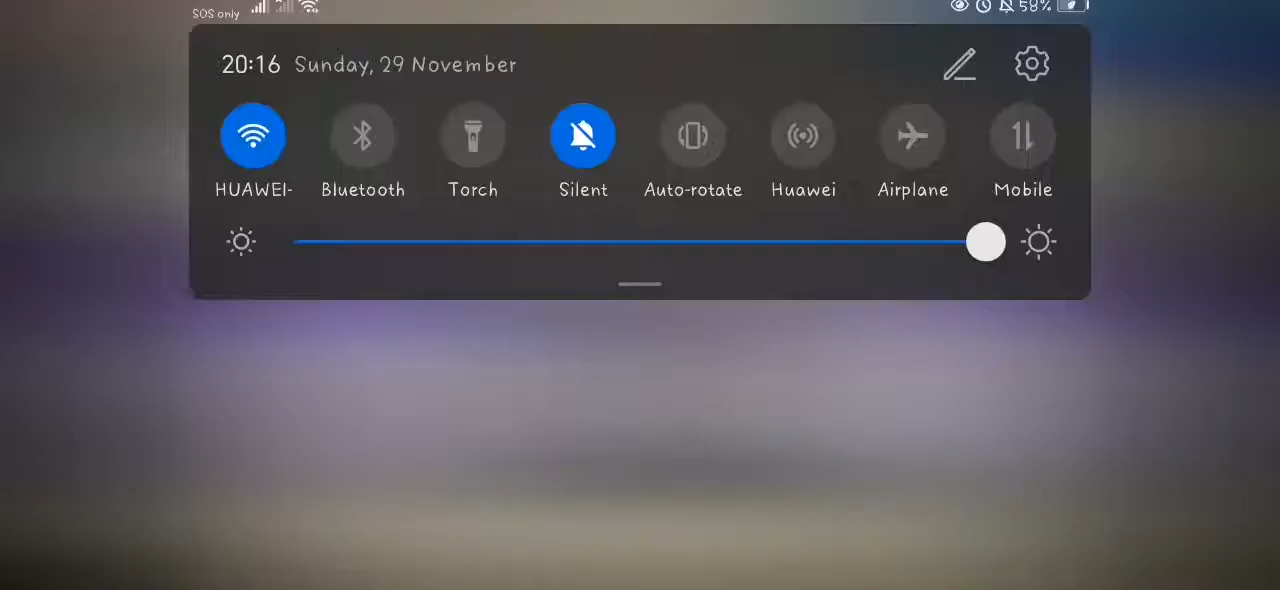 SOS only 58%
20:16 Sunday, 29 November
HUAWEI- Bluetooth Torch Silent Auto-rotate Huawei Airplane Mobile